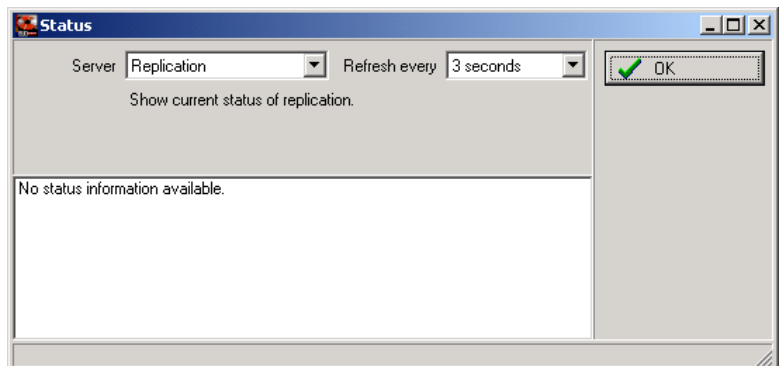 Status
Server Replication Refresh every 3 seconds
OK
Show current status of replication.
No status information available.